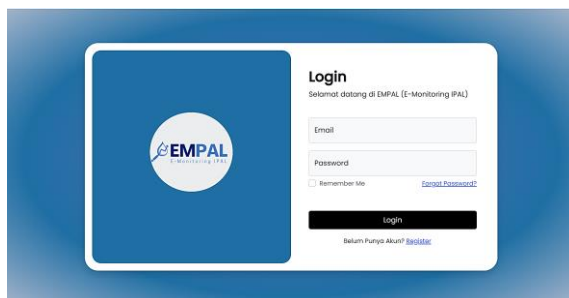 EMPAL
E-Monitoring IPAL
Login
Selamat datang di EMPAL (E-Monitoring IPAL)
Email
Password
Remember Me
Forgot Password?
Login
Belum Punya Akun? Register